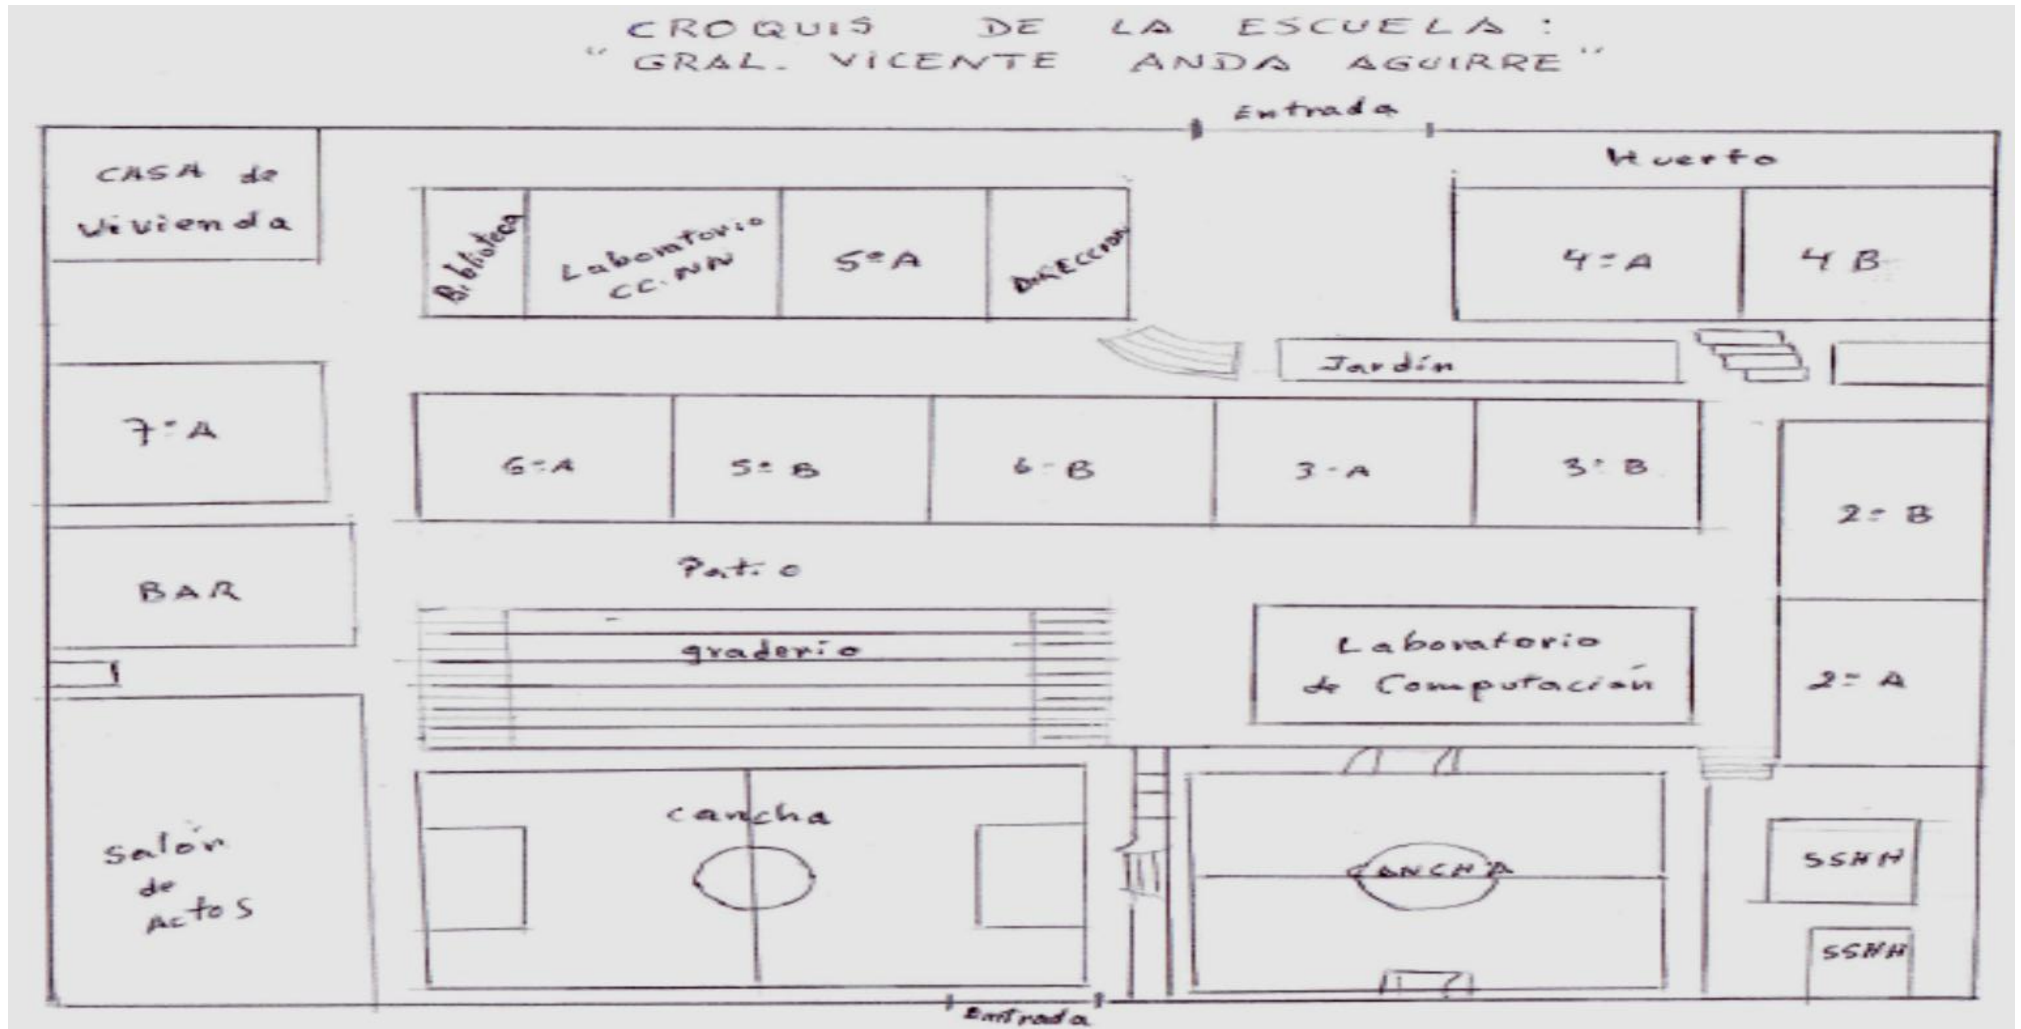 CROQUIS DE LA ESCUELA :
"GRAL. VICENTE ANDA AGUIRRE"
Entrada
CASA de
Vivienda
Biblioteca
Laboratorio
CC.NN
5º A
DIRECCION
Huerto
4º A
4 B
Jardín
7º A
6º A
5º B
6º B
3º A
3º B
2º B
BAR
Patio
graderio
Laboratorio
de Computación
2º A
Salón
de
Actos
cancha
CANCHA
SSHH
SSHH
Entrada